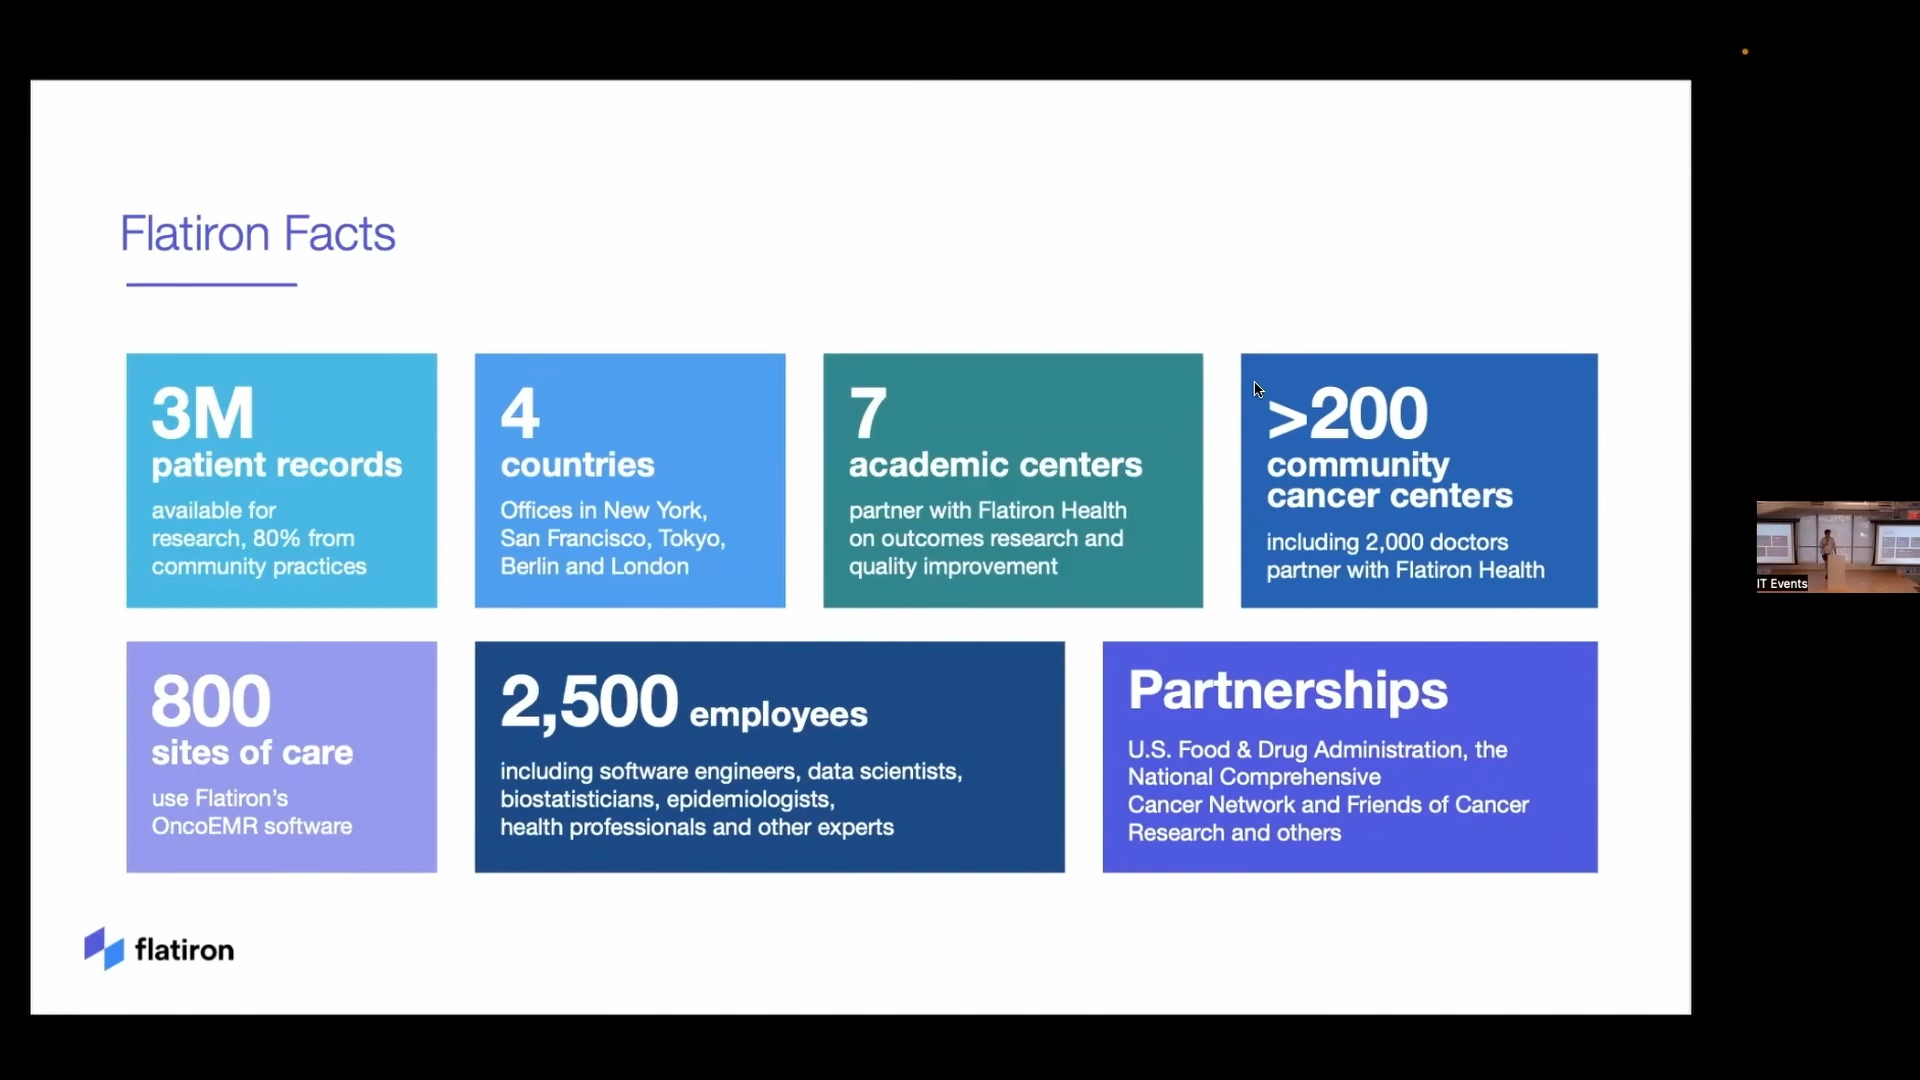 Flatiron Facts
3M
patient records
available for
research, 80% from
community practices
4
countries
Offices in New York,
San Francisco, Tokyo,
Berlin and London
7
academic centers
partner with Flatiron Health
on outcomes research and
quality improvement
>200
community
cancer centers
including 2,000 doctors
partner with Flatiron Health
800
sites of care
use Flatiron’s
OncoEMR software
2,500 employees
including software engineers, data scientists,
biostatisticians, epidemiologists,
health professionals and other experts
Partnerships
U.S. Food & Drug Administration, the
National Comprehensive
Cancer Network and Friends of Cancer
Research and others
flatiron
IT Events